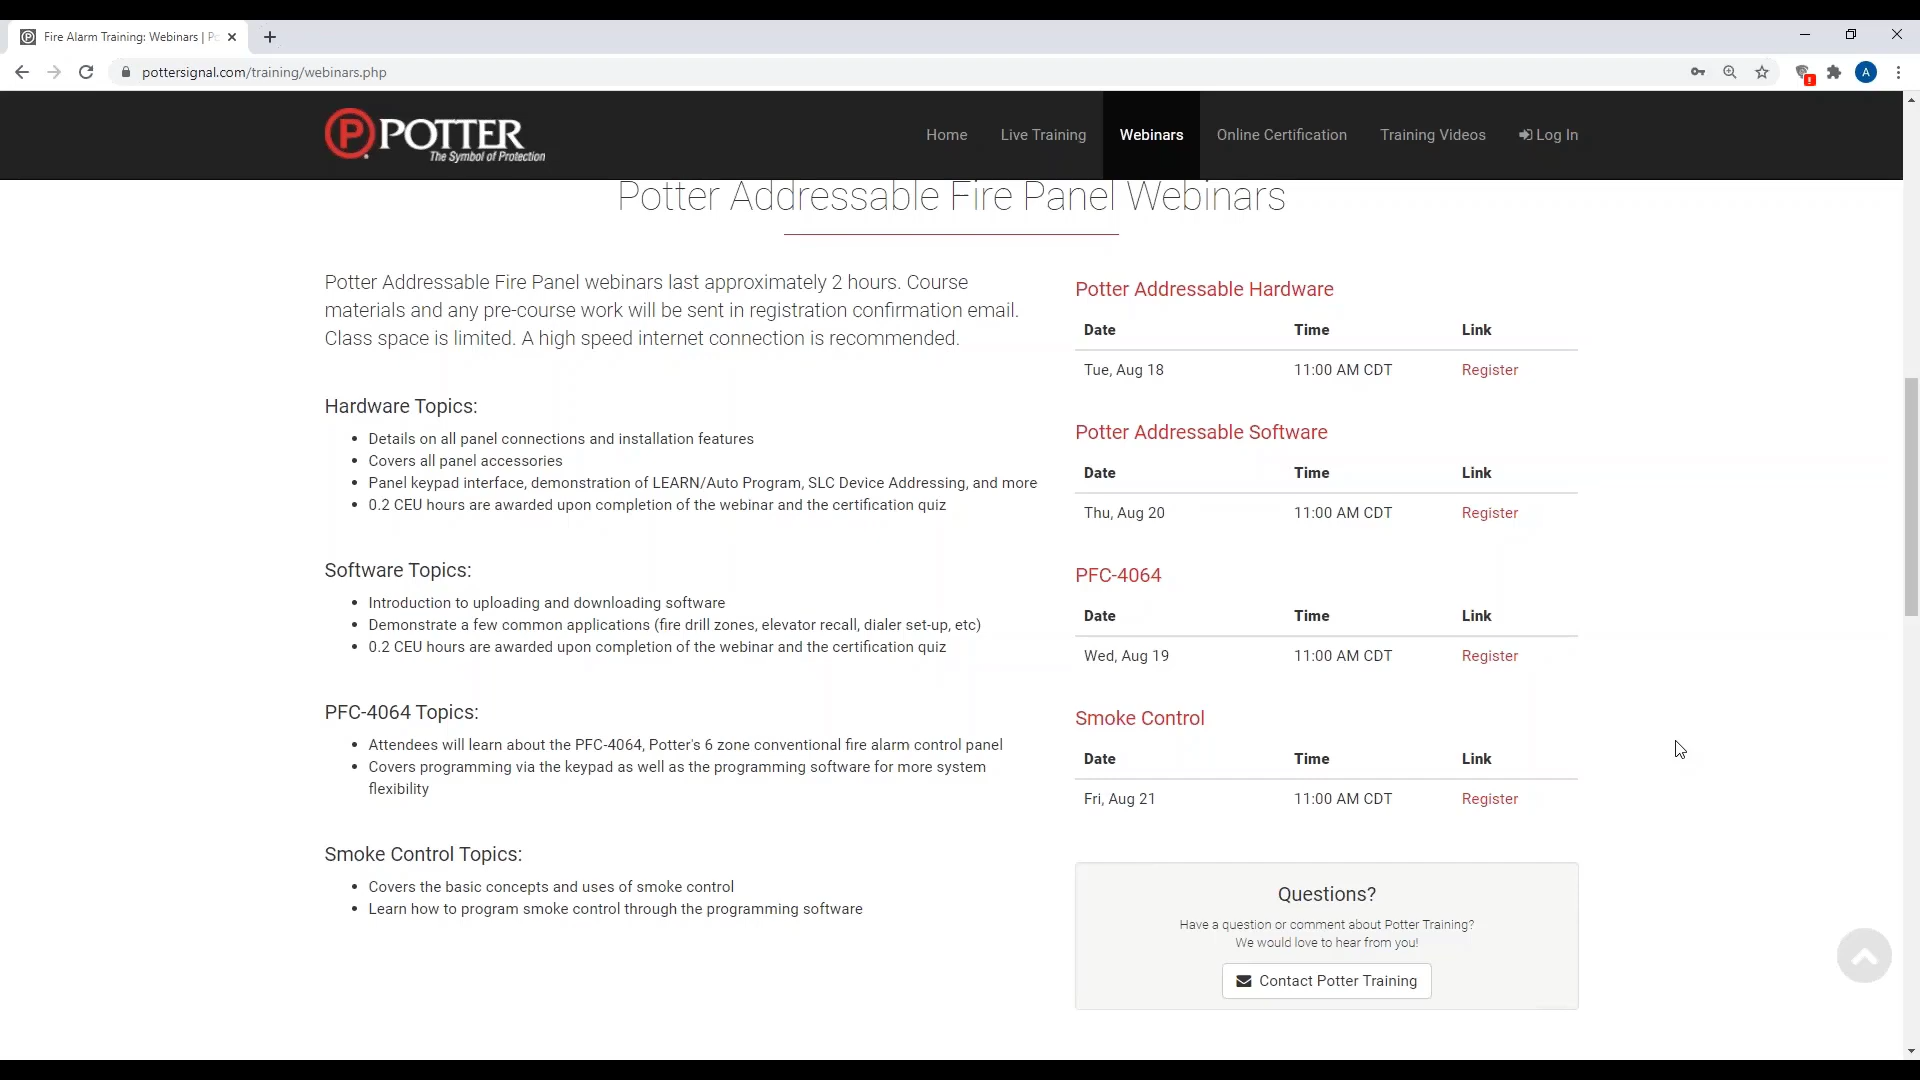 Fire Alarm Training: Webinars | Po
pottersignal.com/training/webinars.php
A
P POTTER
The Symbol of Protection
Home
Live Training
Webinars
Online Certification
Training Videos
Log In
Potter Addressable Fire Panel Webinars
Potter Addressable Fire Panel webinars last approximately 2 hours. Course
materials and any pre-course work will be sent in registration confirmation email.
Class space is limited. A high speed internet connection is recommended.
Hardware Topics:
• Details on all panel connections and installation features
• Covers all panel accessories
• Panel keypad interface, demonstration of LEARN/Auto Program, SLC Device Addressing, and more
• 0.2 CEU hours are awarded upon completion of the webinar and the certification quiz
Software Topics:
• Introduction to uploading and downloading software
• Demonstrate a few common applications (fire drill zones, elevator recall, dialer set-up, etc)
• 0.2 CEU hours are awarded upon completion of the webinar and the certification quiz
PFC-4064 Topics:
• Attendees will learn about the PFC-4064, Potter's 6 zone conventional fire alarm control panel
• Covers programming via the keypad as well as the programming software for more system
flexibility
Smoke Control Topics:
• Covers the basic concepts and uses of smoke control
• Learn how to program smoke control through the programming software
Potter Addressable Hardware
Date Time Link
Tue, Aug 18 11:00 AM CDT Register
Potter Addressable Software
Date Time Link
Thu, Aug 20 11:00 AM CDT Register
PFC-4064
Date Time Link
Wed, Aug 19 11:00 AM CDT Register
Smoke Control
Date Time Link
Fri, Aug 21 11:00 AM CDT Register
Questions?
Have a question or comment about Potter Training?
We would love to hear from you!
Contact Potter Training